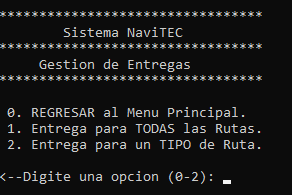 **********************************
Sistema NaviTEC
**********************************
Gestion de Entregas
**********************************
0. REGRESAR al Menu Principal.
1. Entrega para TODAS las Rutas.
2. Entrega para un TIPO de Ruta.
<--Digite una opcion (0-2): _